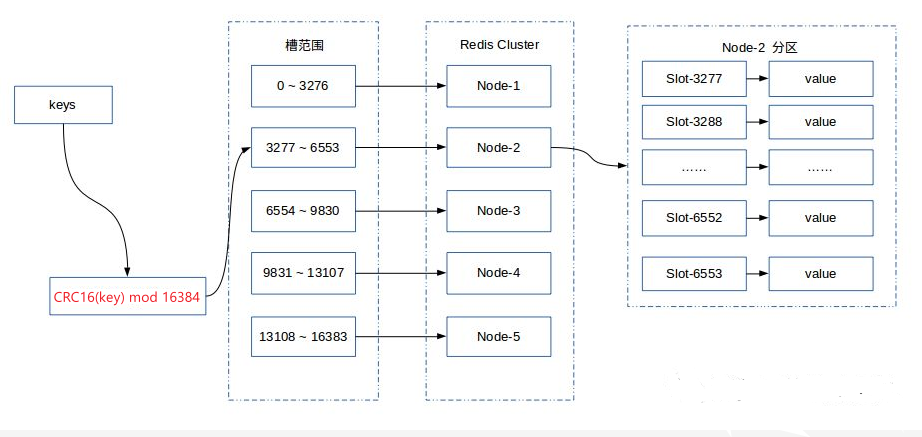 keys
CRC16(key) mod 16384
槽范围
0 ~ 3276
3277 ~ 6553
6554 ~ 9830
9831 ~ 13107
13108 ~ 16383
Redis Cluster
Node-1
Node-2
Node-3
Node-4
Node-5
Node-2 分区
Slot-3277
value
Slot-3288
value
……
……
Slot-6552
value
Slot-6553
value